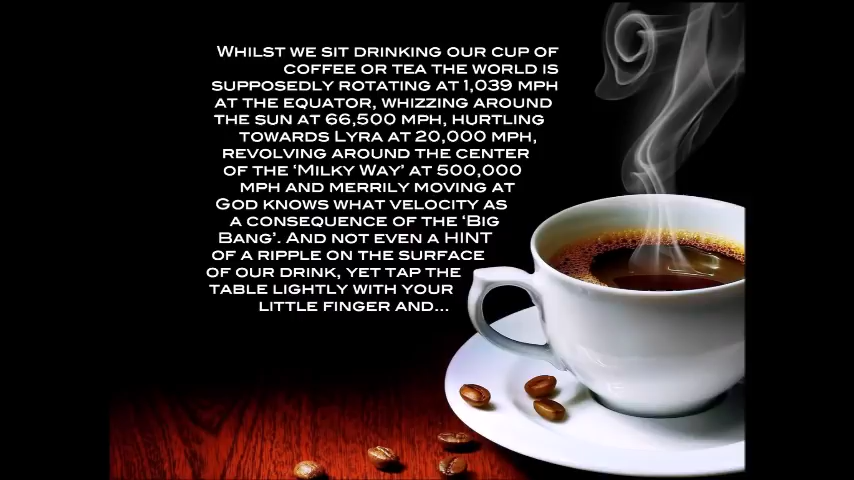 Whilst we sit drinking our cup of
coffee or tea the world is
supposedly rotating at 1,039 mph
at the equator, whizzing around
the sun at 66,500 mph, hurtling
towards Lyra at 20,000 mph,
revolving around the center
of the ‘Milky Way’ at 500,000
mph and merrily moving at
God knows what velocity as
a consequence of the ‘Big
Bang’. And not even a HINT
of a ripple on the surface
of our drink, yet tap the
table lightly with your
little finger and...